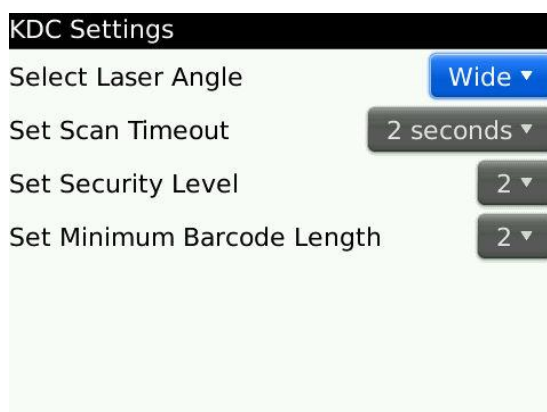 KDC Settings
Select Laser Angle Wide
Set Scan Timeout 2 seconds
Set Security Level 2
Set Minimum Barcode Length 2